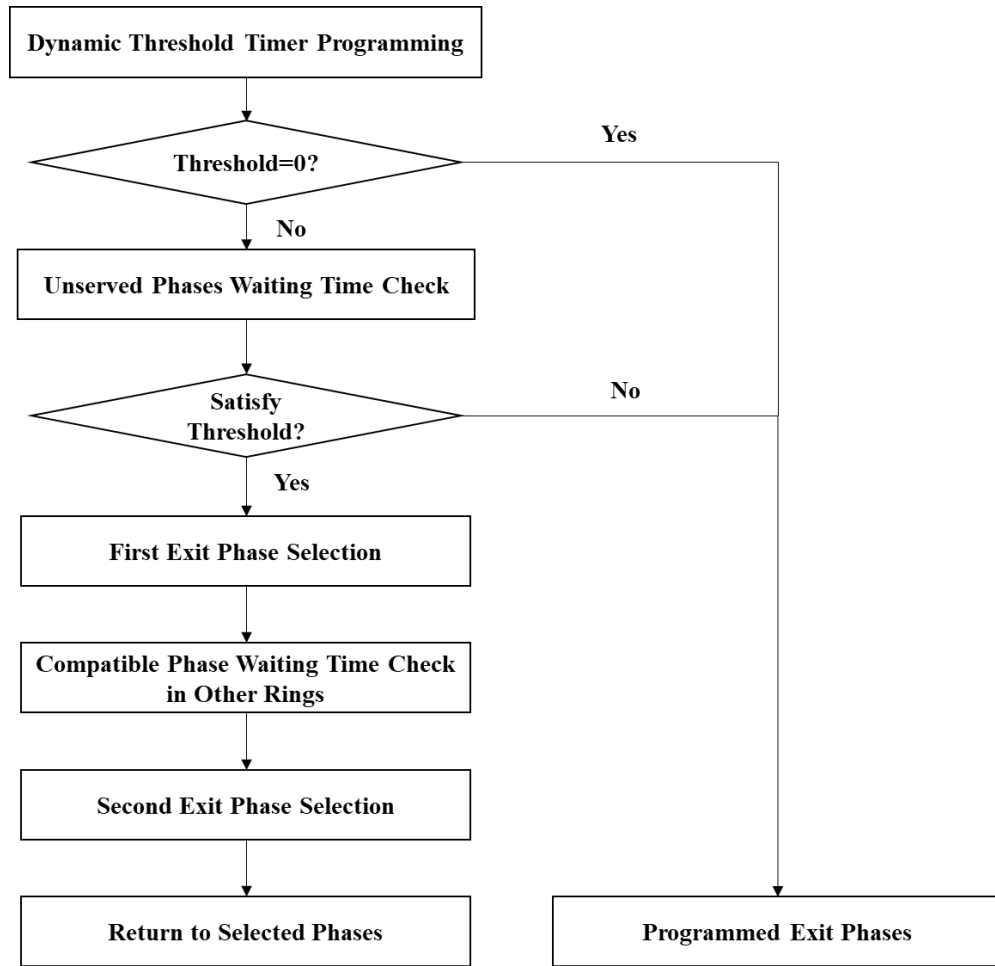 Dynamic Threshold Timer Programming
Threshold=0?
Yes
No
Unserved Phases Waiting Time Check
Satisfy
Threshold?
No
Yes
First Exit Phase Selection
Compatible Phase Waiting Time Check
in Other Rings
Second Exit Phase Selection
Return to Selected Phases
Programmed Exit Phases